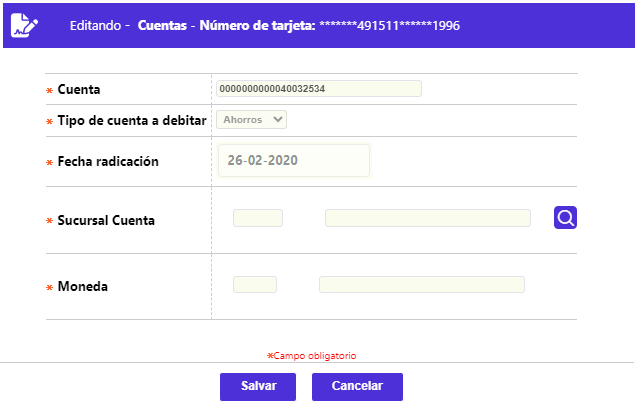 Editando - Cuentas - Número de tarjeta: *******491511******1996
* Cuenta 0000000000040032534
* Tipo de cuenta a debitar Ahorros
* Fecha radicación 26-02-2020
* Sucursal Cuenta
* Moneda
*Campo obligatorio
Salvar Cancelar